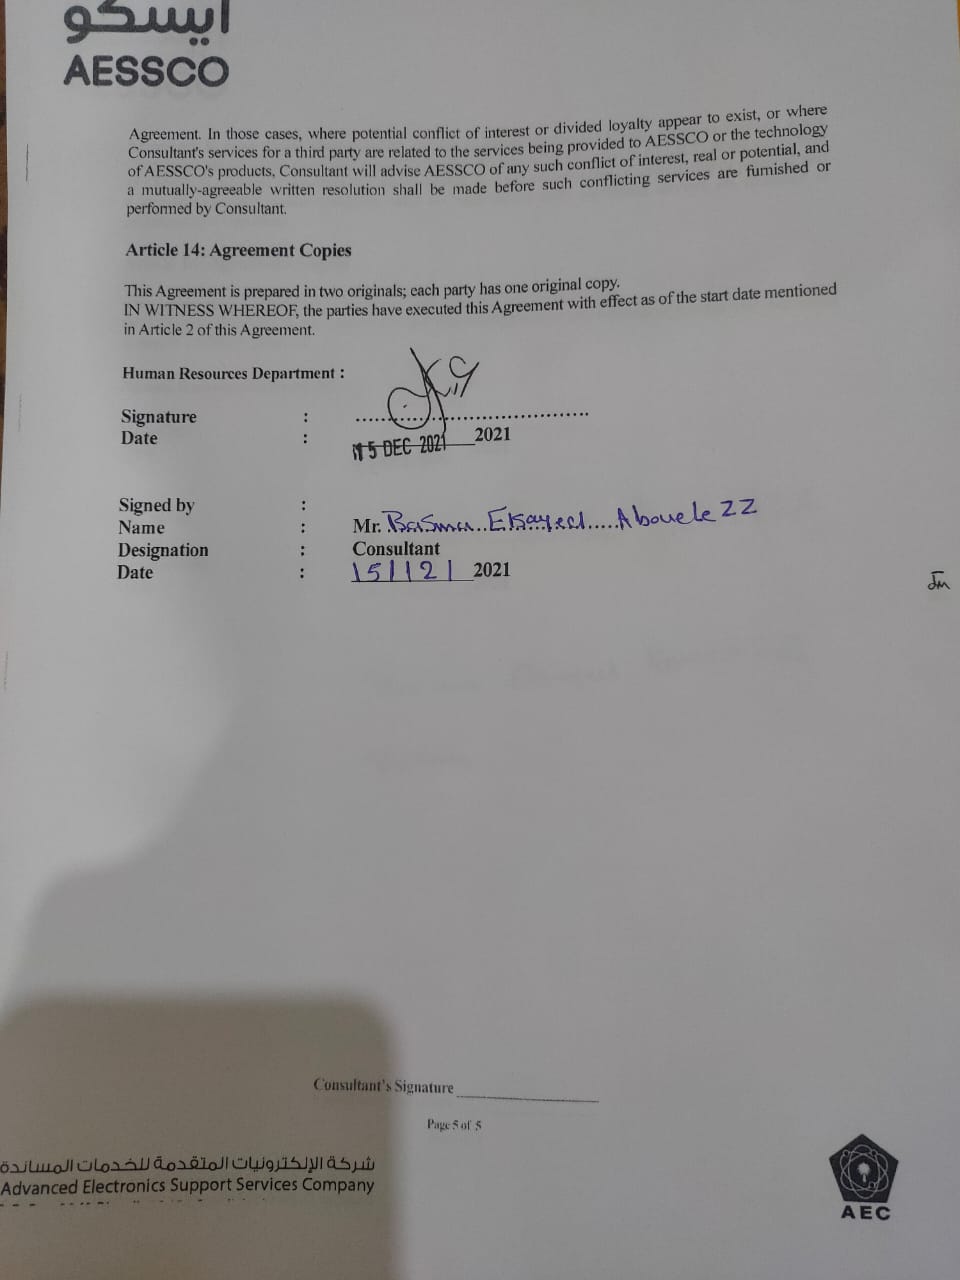 ايسكو
AESSCO
Agreement. In those cases, where potential conflict of interest or divided loyalty appear to exist, or where
Consultant's services for a third party are related to the services being provided to AESSCO or the technology
of AESSCO's products, Consultant will advise AESSCO of any such conflict of interest, real or potential, and
a mutually-agreeable written resolution shall be made before such conflicting services are furnished or
performed by Consultant.
Article 14: Agreement Copies
This Agreement is prepared in two originals; each party has one original copy.
IN WITNESS WHEREOF, the parties have executed this Agreement with effect as of the start date mentioned
in Article 2 of this Agreement.
Human Resources Department :
Signature :
Date : 15 DEC 2021 2021
Signed by :
Name : Mr. Basma Elsayed Abouelezz
Designation : Consultant
Date : 15/12/ 2021
Consultant's Signature
Page 5 of 5
شركة الإلكترونيات المتقدمة للخدمات المساندة
Advanced Electronics Support Services Company
AEC